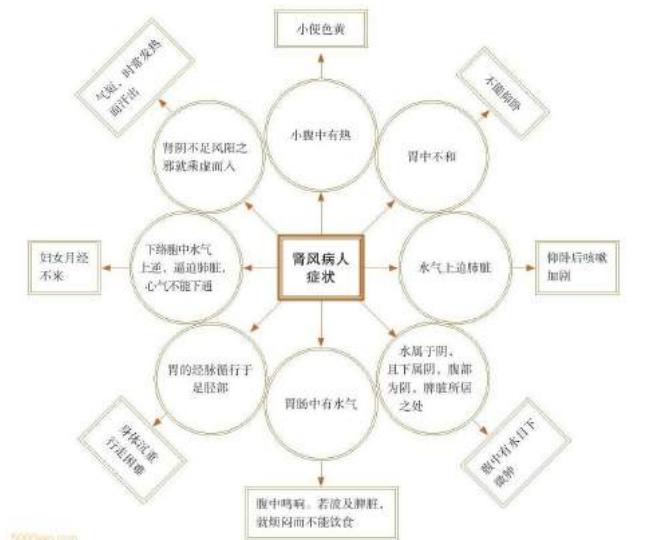 小便色黄
气短，时常发热
而汗出
不能仰卧
小腹中有热
肾阴不足风阳之
邪就乘虚而入
胃中不和
妇女月经
不来
下络胞中水气
上逆，逼迫肺脏，
心气不能下通
肾风病人
症状
水气上迫肺脏
仰卧后咳嗽
加剧
胃的经脉循行于
足胫部
胃肠中有水气
水属于阴，
且下属阴，腹部
为阴，脾脏所居
之处
身体沉重
行走困难
腹中有水目下
微肿
腹中鸣响，若波及脾脏，
就烦闷而不能饮食